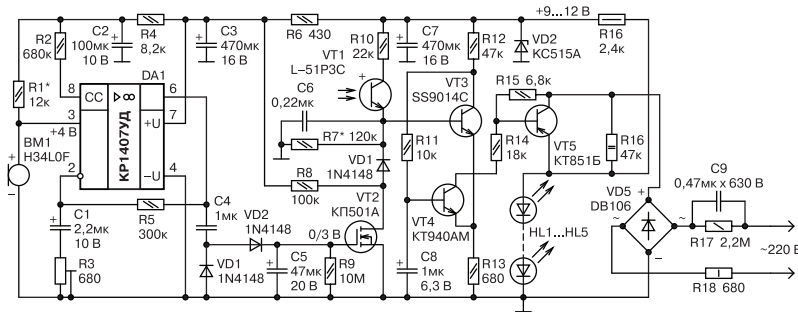 R1*
12к
BM1
H34L0F
R2
680к
C2
100мк
10 В
R4
8,2к
C3
470мк
16 В
DA1
8
CC
▷∞
6
7
+U
3
+4 В
2
4
–U
КР1407УД
C1
2,2мк
10 В
R3
680
R5
300к
C4
1мк
VD1
1N4148
VD2
1N4148
C5
47мк
20 В
R9
10М
0/3 В
VT2
КП501А
R6 430
R10
22к
VT1
L–51P3C
C6
0,22мк
R7* 120к
R8
100к
VD1
1N4148
C7
470мк
16 В
R12
47к
VT3
SS9014C
R11
10к
VT4
КТ940АМ
C8
1мк
6,3 В
R13
680
+9...12 В
VD2
КС515А
R16
2,4к
R15 6,8к
R14
18к
VT5
КТ851Б
R16
47к
HL1...HL5
VD5
DB106
+
~
~
–
C9
0,47мк х 630 В
R17 2,2М
~220 В
R18 680